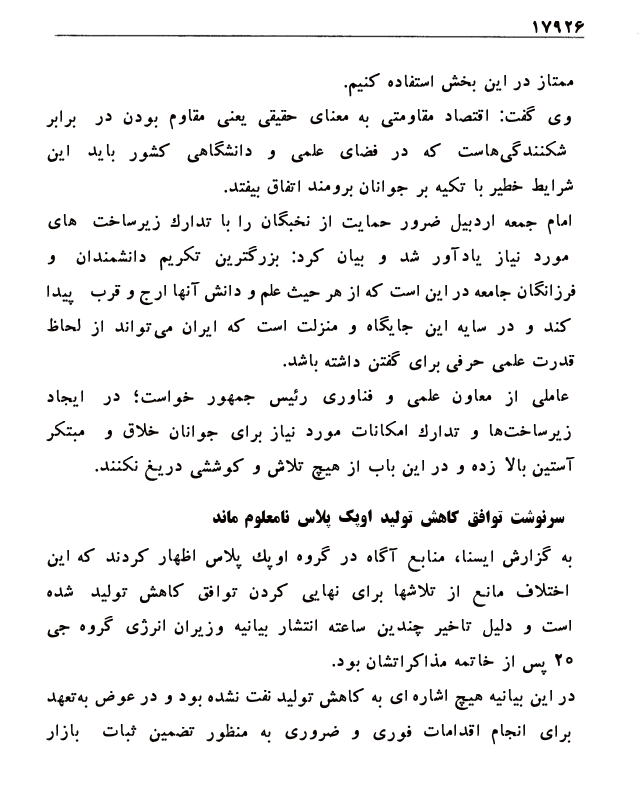 ۱۷۹۲۶
ممتاز در این بخش استفاده کنیم.
وی گفت: اقتصاد مقاومتی به معنای حقیقی یعنی مقاوم بودن در برابر
شکنندگی‌هاست که در فضای علمی و دانشگاهی کشور باید این
شرایط خطیر با تکیه بر جوانان برومند اتفاق بیفتد.
امام جمعه اردبیل ضرور حمایت از نخبگان را با تدارك زیرساخت های
مورد نیاز یادآور شد و بیان کرد: بزرگترین تکریم دانشمندان و
فرزانگان جامعه در این است که از هر حیث علم و دانش آنها ارج و قرب پیدا
کند و در سایه این جایگاه و منزلت است که ایران می‌تواند از لحاظ
قدرت علمی حرفی برای گفتن داشته باشد.
عاملی از معاون علمی و فناوری رئیس جمهور خواست؛ در ایجاد
زیرساخت‌ها و تدارك امکانات مورد نیاز برای جوانان خلاق و مبتکر
آستین بالا زده و در این باب از هیچ تلاش و کوششی دریغ نکنند.
سرنوشت توافق کاهش تولید اوپک پلاس نامعلوم ماند
به گزارش ایسنا، منابع آگاه در گروه اوپك پلاس اظهار کردند که این
اختلاف مانع از تلاشها برای نهایی کردن توافق کاهش تولید شده
است و دلیل تاخیر چندین ساعته انتشار بیانیه وزیران انرژی گروه جی
۲۰ پس از خاتمه مذاکراتشان بود.
در این بیانیه هیچ اشاره ای به کاهش تولید نفت نشده بود و در عوض به‌تعهد
برای انجام اقدامات فوری و ضروری به منظور تضمین ثبات بازار